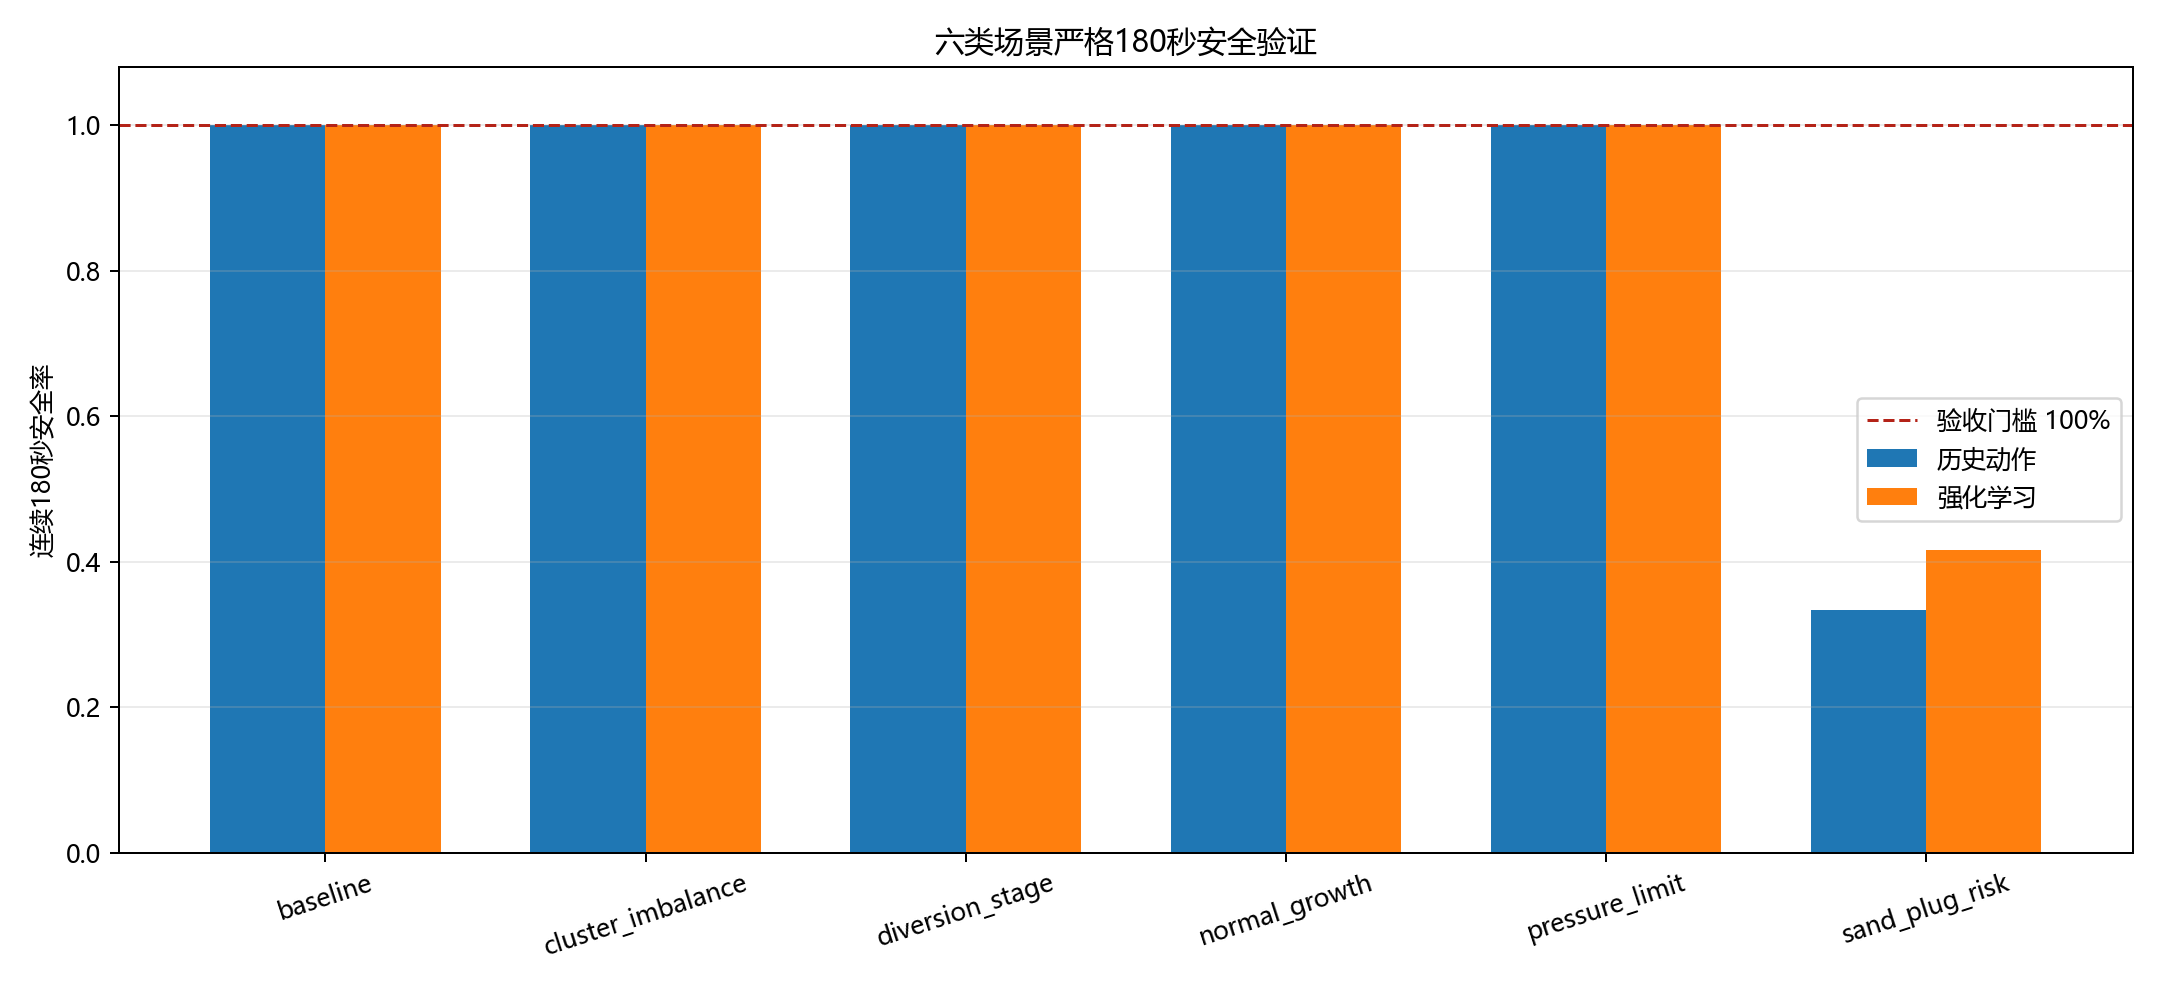 六类场景严格180秒安全验证
连续180秒安全率
1.0
0.8
0.6
0.4
0.2
0.0
验收门槛 100%
历史动作
强化学习
baseline
cluster_imbalance
diversion_stage
normal_growth
pressure_limit
sand_plug_risk